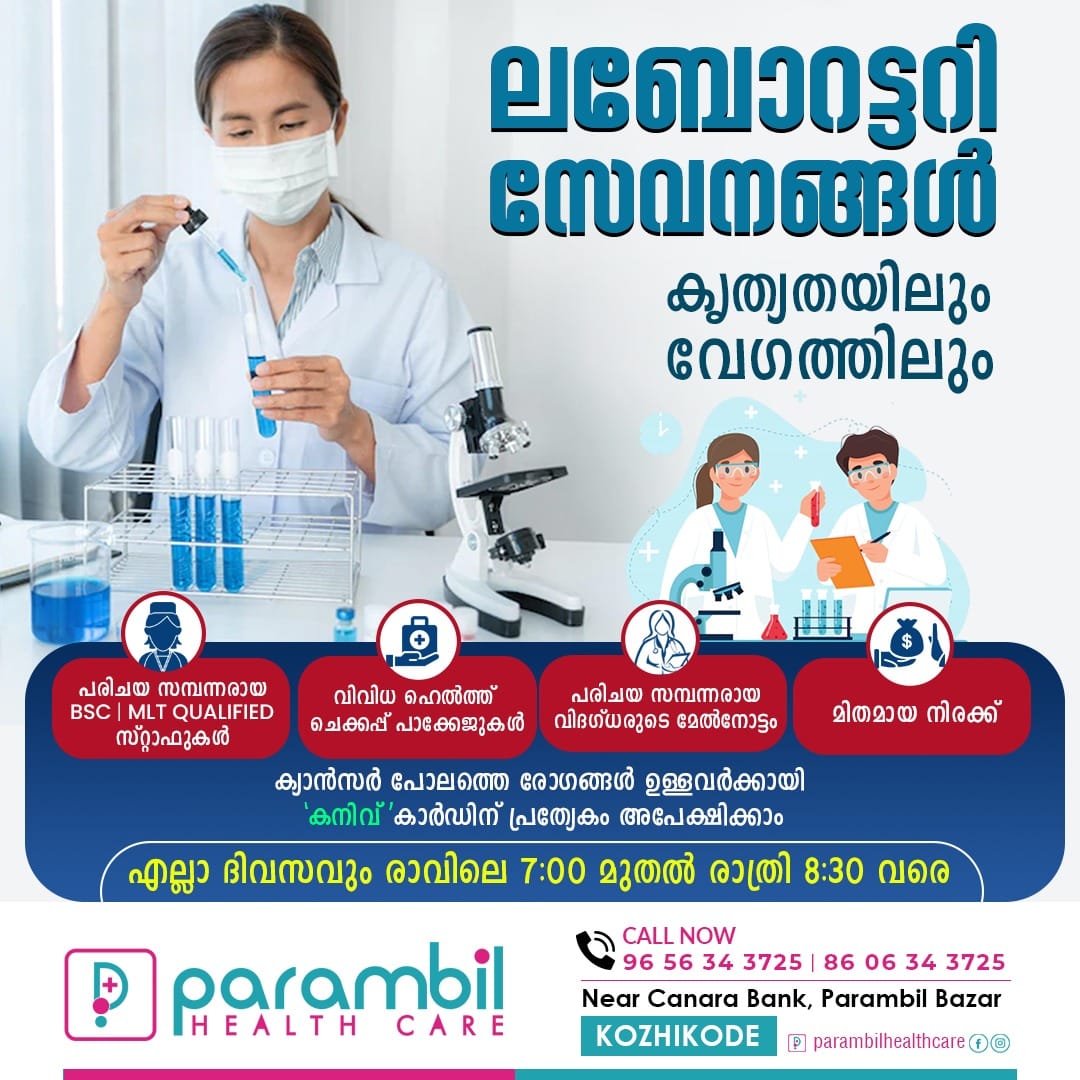 ലബോറട്ടറി
സേവനങ്ങൾ
കൃത്യതയിലും
വേഗത്തിലും
പരിചയ സമ്പന്നരായ
BSC | MLT QUALIFIED
സ്റ്റാഫുകൾ
വിവിധ ഹെൽത്ത്
ചെക്കപ്പ് പാക്കേജുകൾ
പരിചയ സമ്പന്നരായ
വിദഗ്ധരുടെ മേൽനോട്ടം
മിതമായ നിരക്ക്
ക്യാൻസർ പോലത്തെ രോഗങ്ങൾ ഉള്ളവർക്കായി
'കനിവ്' കാർഡിന് പ്രത്യേകം അപേക്ഷിക്കാം
എല്ലാ ദിവസവും രാവിലെ 7:00 മുതൽ രാത്രി 8:30 വരെ
parambil
HEALTH CARE
CALL NOW
96 56 34 3725 | 86 06 34 3725
Near Canara Bank, Parambil Bazar
KOZHIKODE
parambilhealthcare